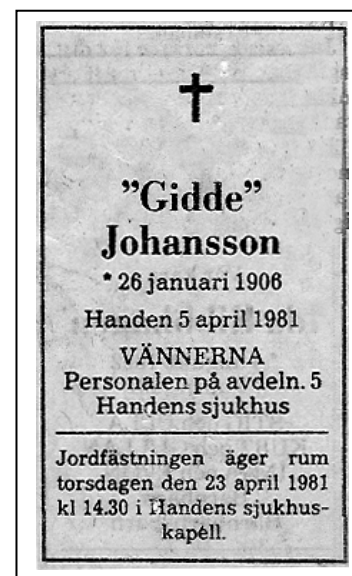 ”Gidde”
Johansson
* 26 januari 1906
Handen 5 april 1981
VÄNNERNA
Personalen på avdeln. 5
Handens sjukhus
Jordfästningen äger rum
torsdagen den 23 april 1981
kl 14.30 i Handens sjukhus-
kapell.